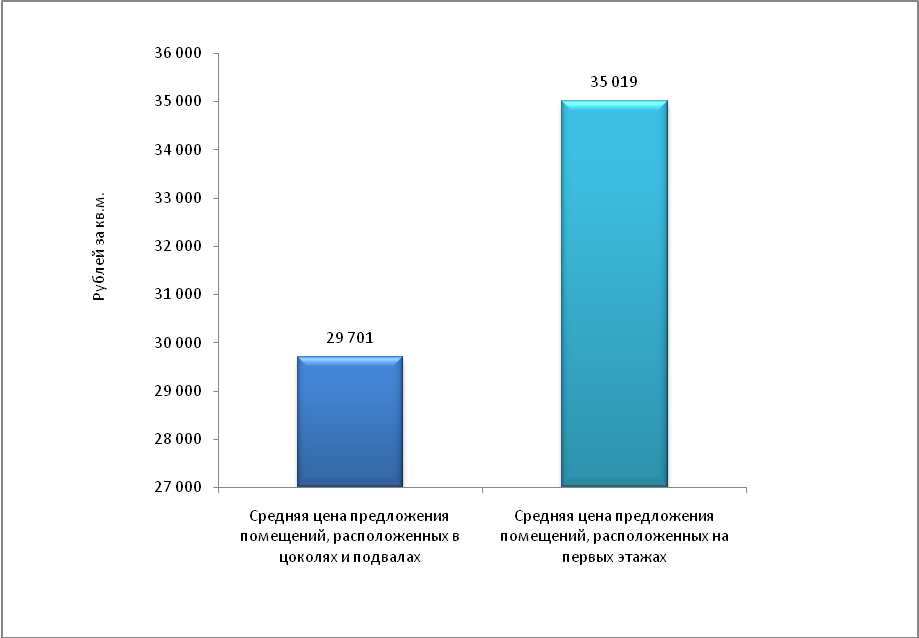 36 000
35 000
34 000
33 000
32 000
31 000
30 000
29 000
28 000
27 000
Рублей за кв.м.
29 701
35 019
Средняя цена предложения
помещений, расположенных в
цоколях и подвалах
Средняя цена предложения
помещений, расположенных на
первых этажах